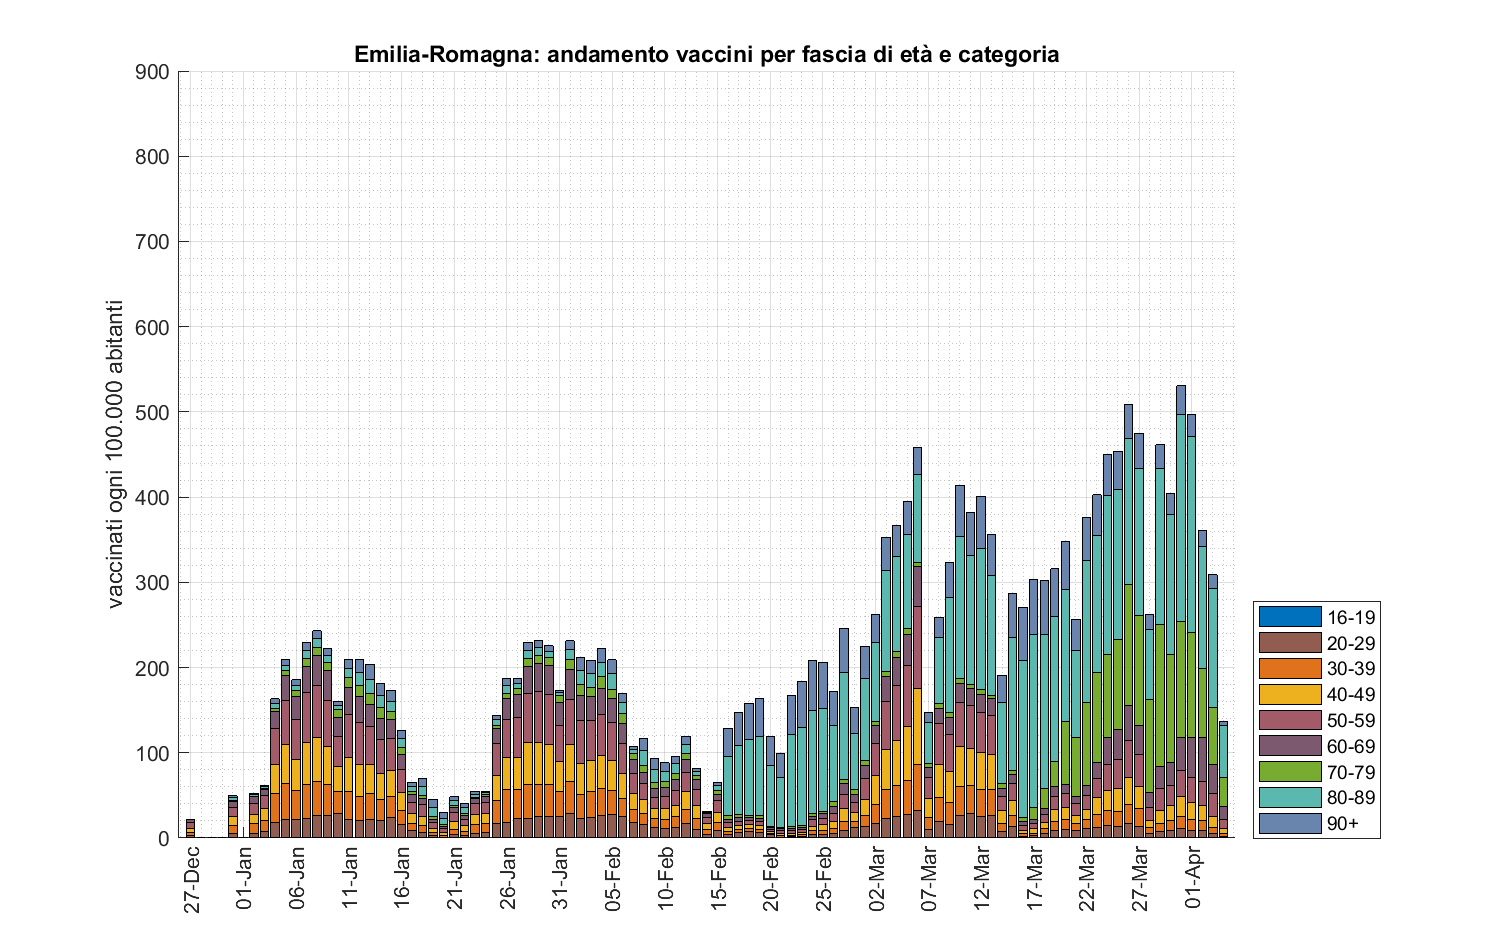 Emilia-Romagna: andamento vaccini per fascia di età e categoria
vaccinati ogni 100.000 abitanti
900
800
700
600
500
400
300
200
100
0
27-Dec
01-Jan
06-Jan
11-Jan
16-Jan
21-Jan
26-Jan
31-Jan
05-Feb
10-Feb
15-Feb
20-Feb
25-Feb
02-Mar
07-Mar
12-Mar
17-Mar
22-Mar
27-Mar
01-Apr
16-19
20-29
30-39
40-49
50-59
60-69
70-79
80-89
90+